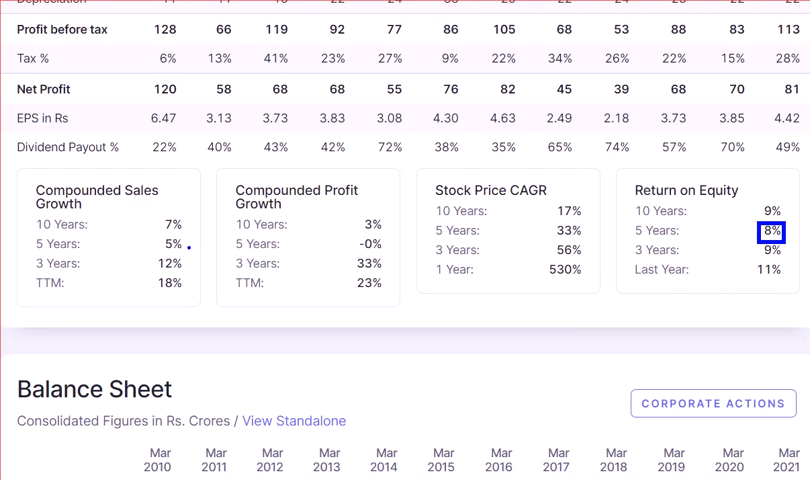 Profit before tax 128 66 119 92 77 86 105 68 53 88 83 113
Tax % 6% 13% 41% 23% 27% 9% 22% 34% 26% 22% 15% 28%
Net Profit 120 58 68 68 55 76 82 45 39 68 70 81
EPS in Rs 6.47 3.13 3.73 3.83 3.08 4.30 4.63 2.49 2.18 3.73 3.85 4.42
Dividend Payout % 22% 40% 43% 42% 72% 38% 35% 65% 74% 57% 70% 49%
Compounded Sales
Growth
10 Years: 7%
5 Years: 5%
3 Years: 12%
TTM: 18%
Compounded Profit
Growth
10 Years: 3%
5 Years: -0%
3 Years: 33%
TTM: 23%
Stock Price CAGR
10 Years: 17%
5 Years: 33%
3 Years: 56%
1 Year: 530%
Return on Equity
10 Years: 9%
5 Years: 8%
3 Years: 9%
Last Year: 11%
Balance Sheet
CORPORATE ACTIONS
Consolidated Figures in Rs. Crores / View Standalone
Mar Mar Mar Mar Mar Mar Mar Mar Mar Mar Mar Mar
2010 2011 2012 2013 2014 2015 2016 2017 2018 2019 2020 2021